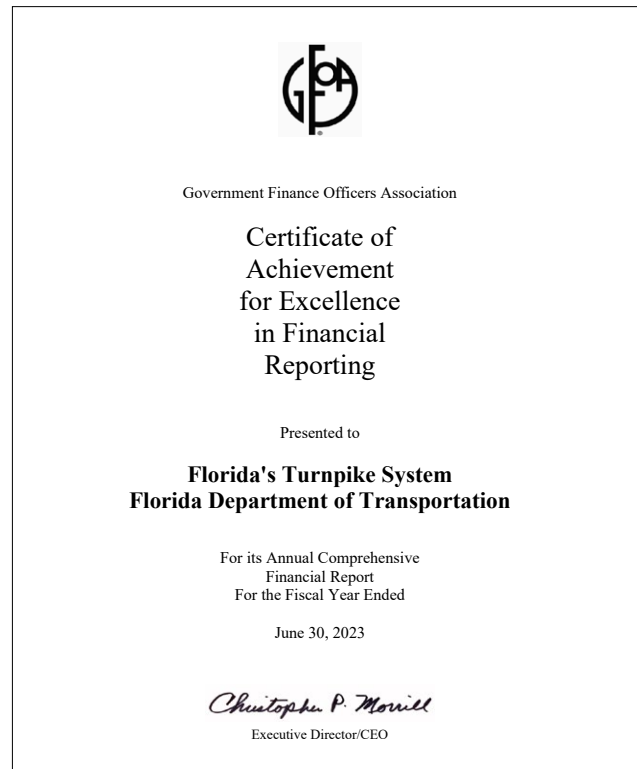 GFOA
Government Finance Officers Association
Certificate of
Achievement
for Excellence
in Financial
Reporting
Presented to
Florida's Turnpike System
Florida Department of Transportation
For its Annual Comprehensive
Financial Report
For the Fiscal Year Ended
June 30, 2023
Christopher P. Morrill
Executive Director/CEO